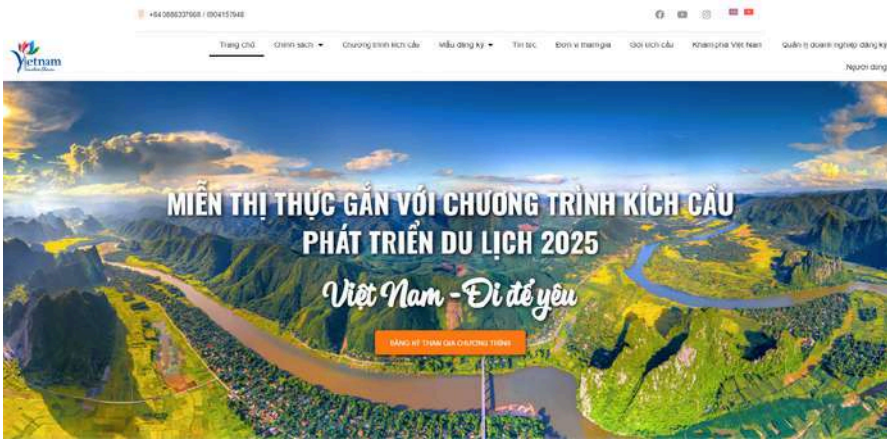 +84 0886337968 / 0904157948
Trang chủ Chính sách Chương trình kích cầu Mẫu đăng ký Tin tức Đơn vị tham gia Gói kích cầu Khám phá Việt Nam Quản lý doanh nghiệp đăng ký
Người dùng
Vietnam
MIỄN THỊ THỰC GẮN VỚI CHƯƠNG TRÌNH KÍCH CẦU
PHÁT TRIỂN DU LỊCH 2025
Việt Nam - Đi để yêu
ĐĂNG KÝ THAM GIA CHƯƠNG TRÌNH